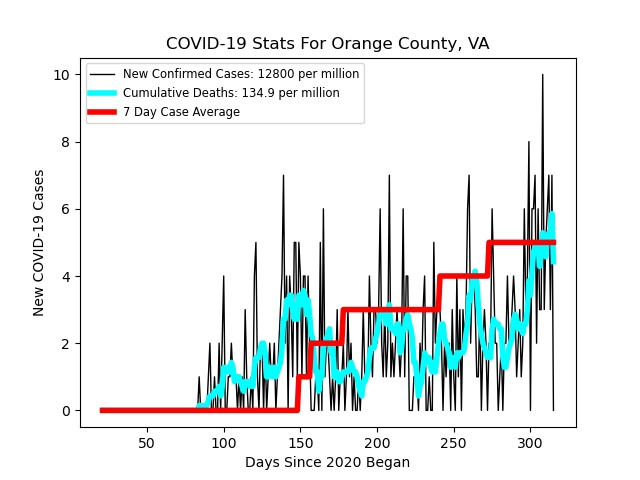 COVID-19 Stats For Orange County, VA
New Confirmed Cases: 12800 per million
Cumulative Deaths: 134.9 per million
7 Day Case Average
10
8
6
4
2
0
New COVID-19 Cases
50 100 150 200 250 300
Days Since 2020 Began